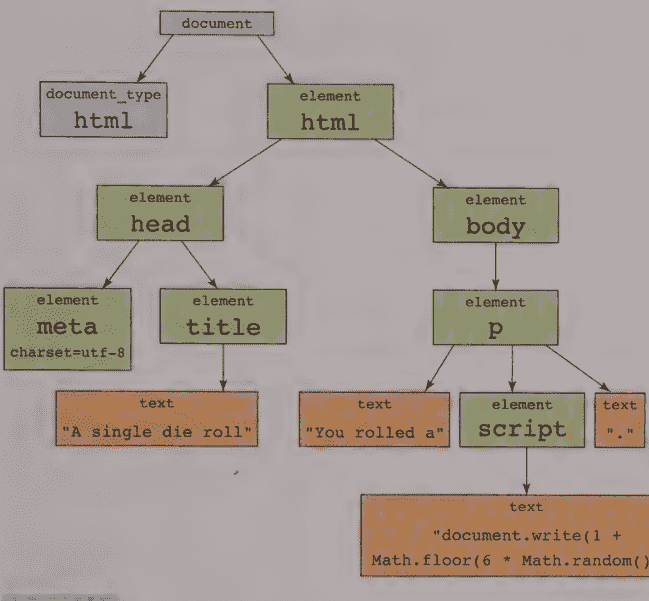 document
document_type
html
element
html
element
head
element
body
element
meta
charset=utf-8
element
title
element
p
text
"A single die roll"
text
"You rolled a"
element
script
text
"."
text
"document.write(1 +
Math.floor(6 * Math.random()